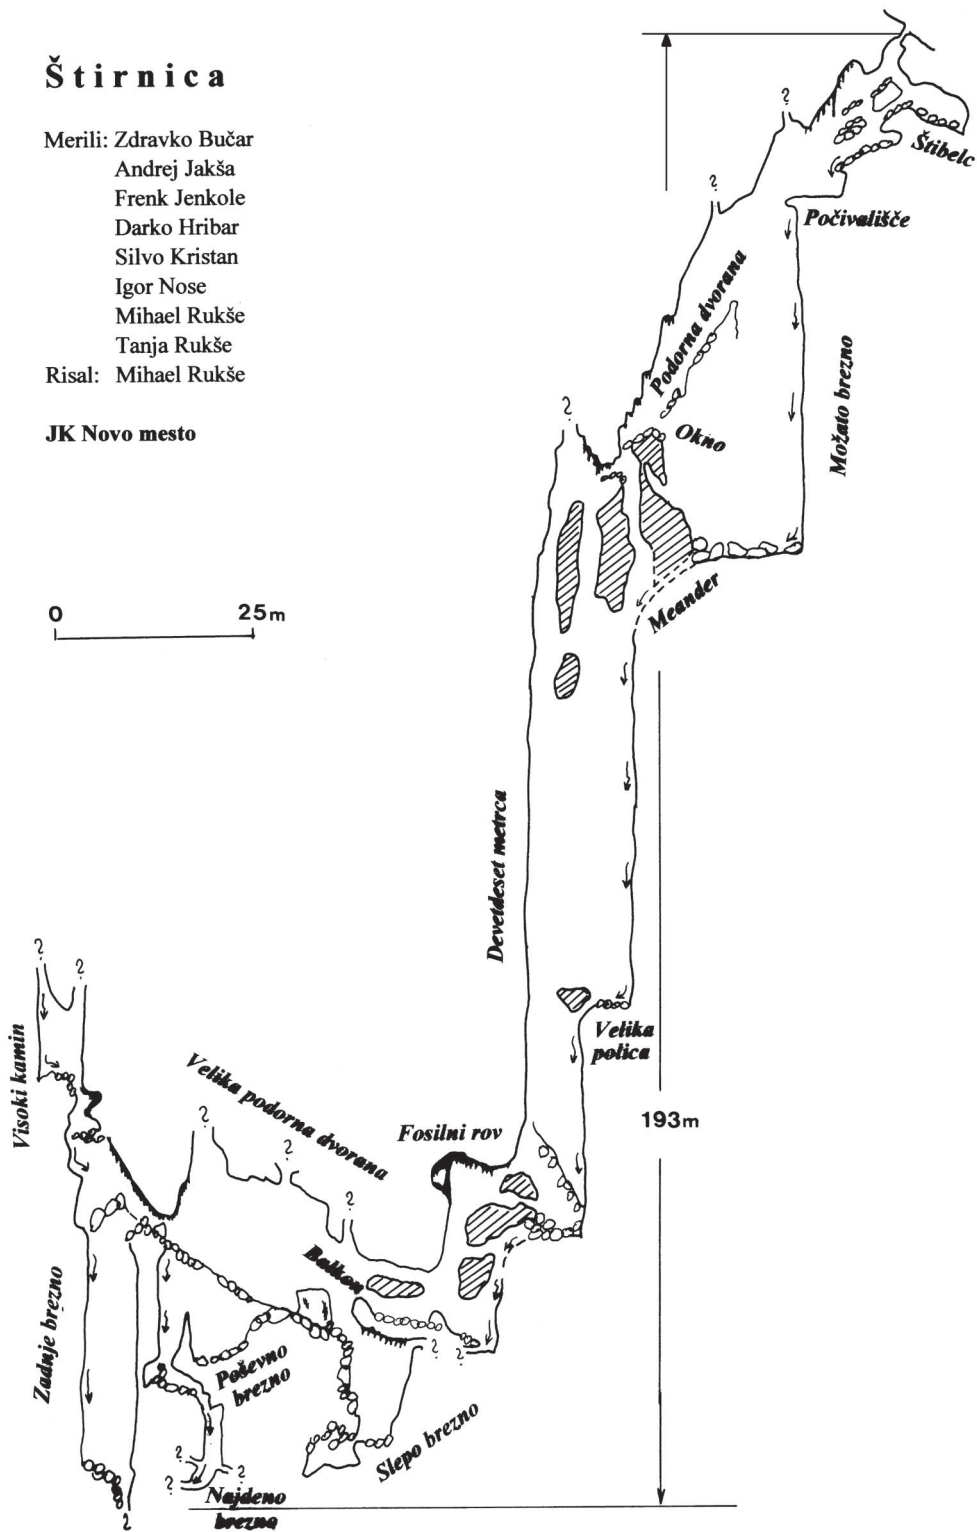 Štirnica
Merili: Zdravko Bučar
Andrej Jakša
Frenk Jenkole
Darko Hribar
Silvo Kristan
Igor Nose
Mihael Rukše
Tanja Rukše
Risal: Mihael Rukše
JK Novo mesto
0 25m
?
Štibelc
Počivališče
?
Podorna dvorana
Možato brezno
?
Okno
Meander
Devetdeset metrca
Velika
polica
193m
?
?
Visoki kamin
Velika podorna dvorana
?
?
?
Fosilni rov
Balkon
?
?
Zadnje brezno
Poševno
brezno
Slepo brezno
?
?
?
Najdeno
brezno
?